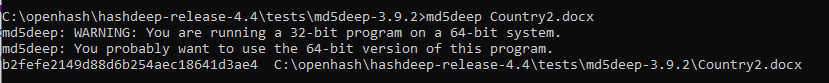 C:\openhash\hashdeep-release-4.4\tests\md5deep-3.9.2>md5deep Country2.docx
md5deep: WARNING: You are running a 32-bit program on a 64-bit system.
md5deep: You probably want to use the 64-bit version of this program.
b2fefe2149d88d6b254aec18641d3ae4  C:\openhash\hashdeep-release-4.4\tests\md5deep-3.9.2\Country2.docx